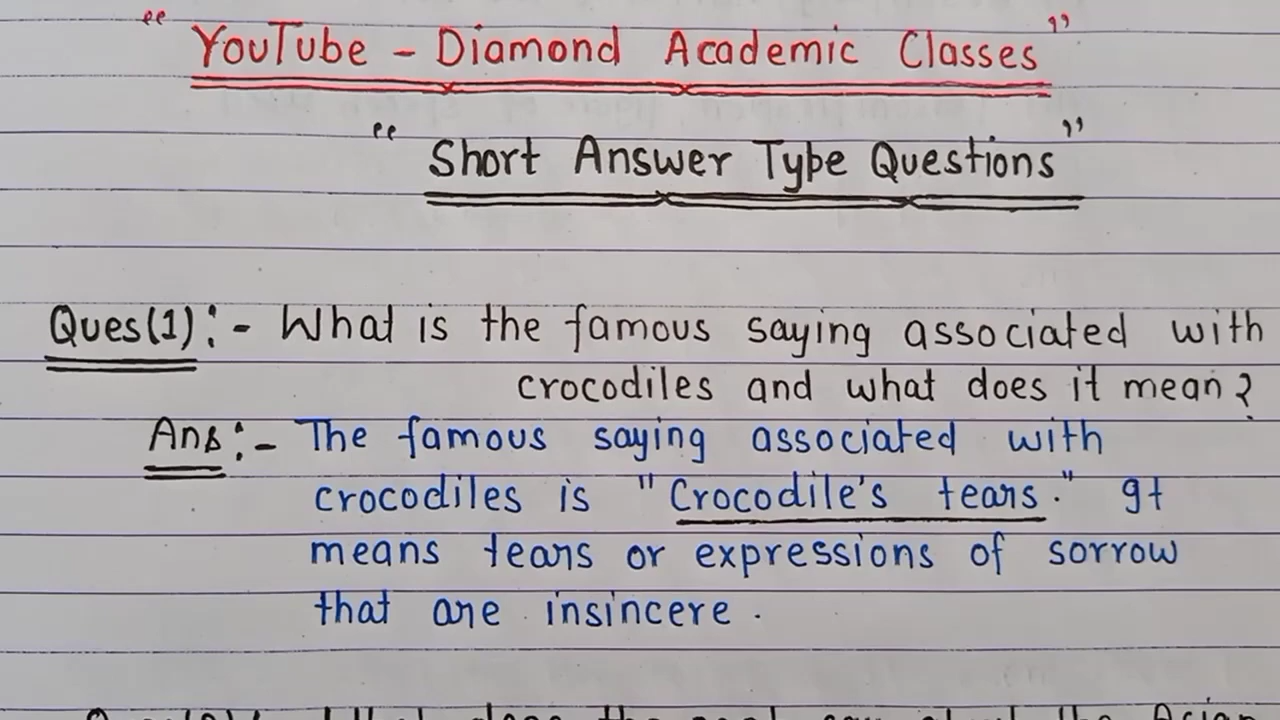 "YouTube - Diamond Academic Classes"
"Short Answer Type Questions"
Ques(1):- What is the famous saying associated with
crocodiles and what does it mean?
Ans:- The famous saying associated with
crocodiles is "Crocodile's tears." It
means tears or expressions of sorrow
that are insincere.